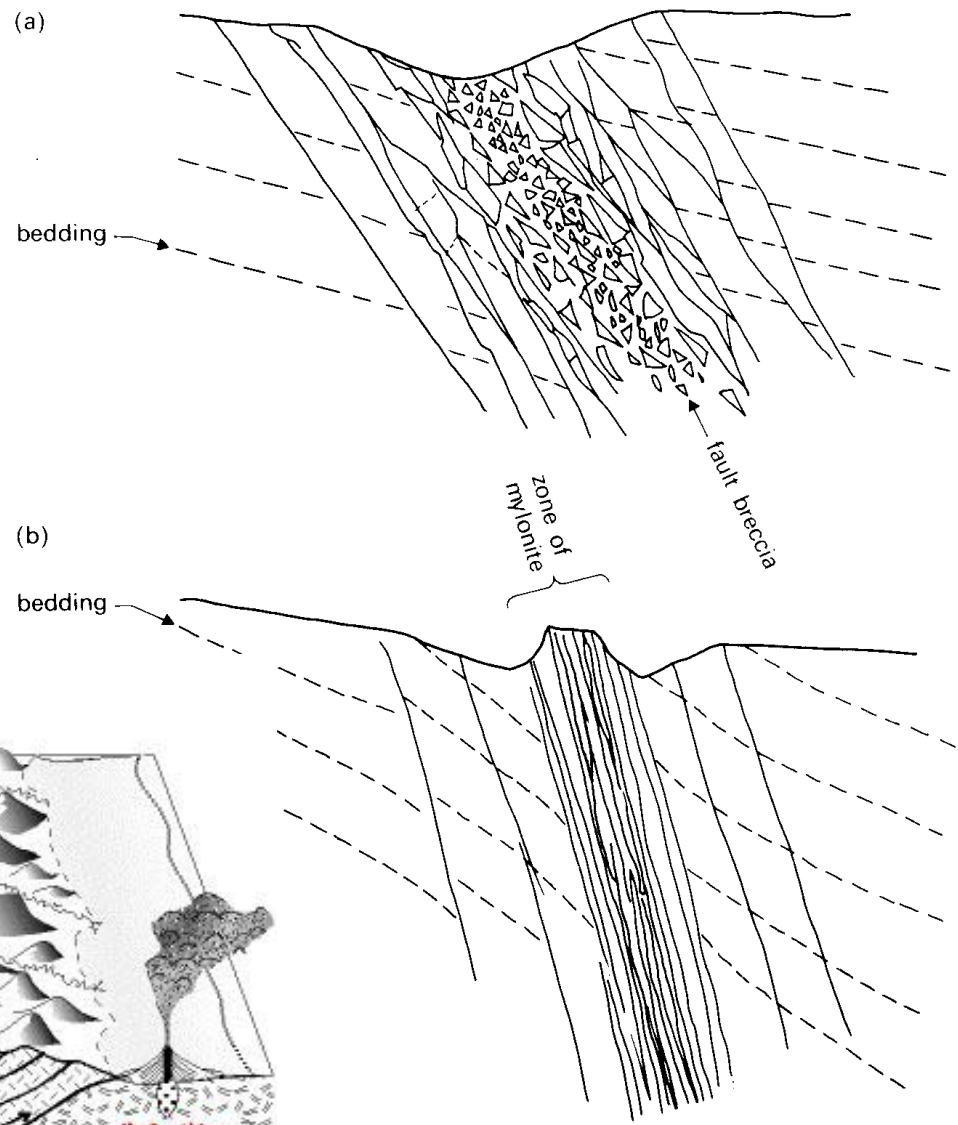 (a)
bedding
fault breccia
zone of
mylonite
(b)
bedding